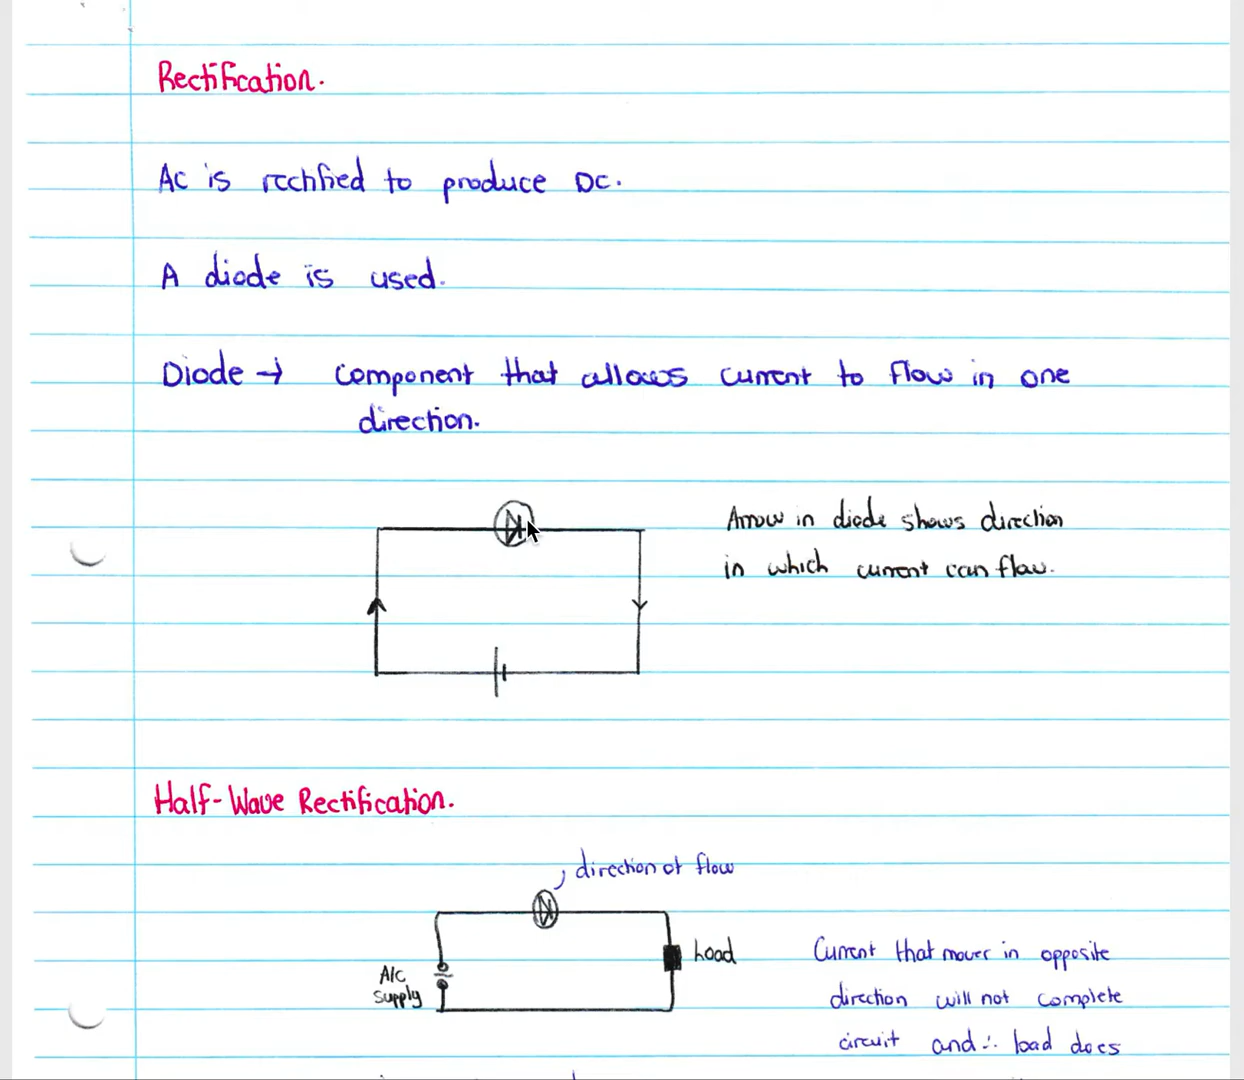 Rectification.
Ac is rectified to produce DC.
A diode is used.
Diode → component that allows current to flow in one
direction.
Arrow in diode shows direction
in which current can flow.
Half-Wave Rectification.
direction of flow
A/c
supply
Load
Current that moves in opposite
direction will not complete
circuit and ∴ load does